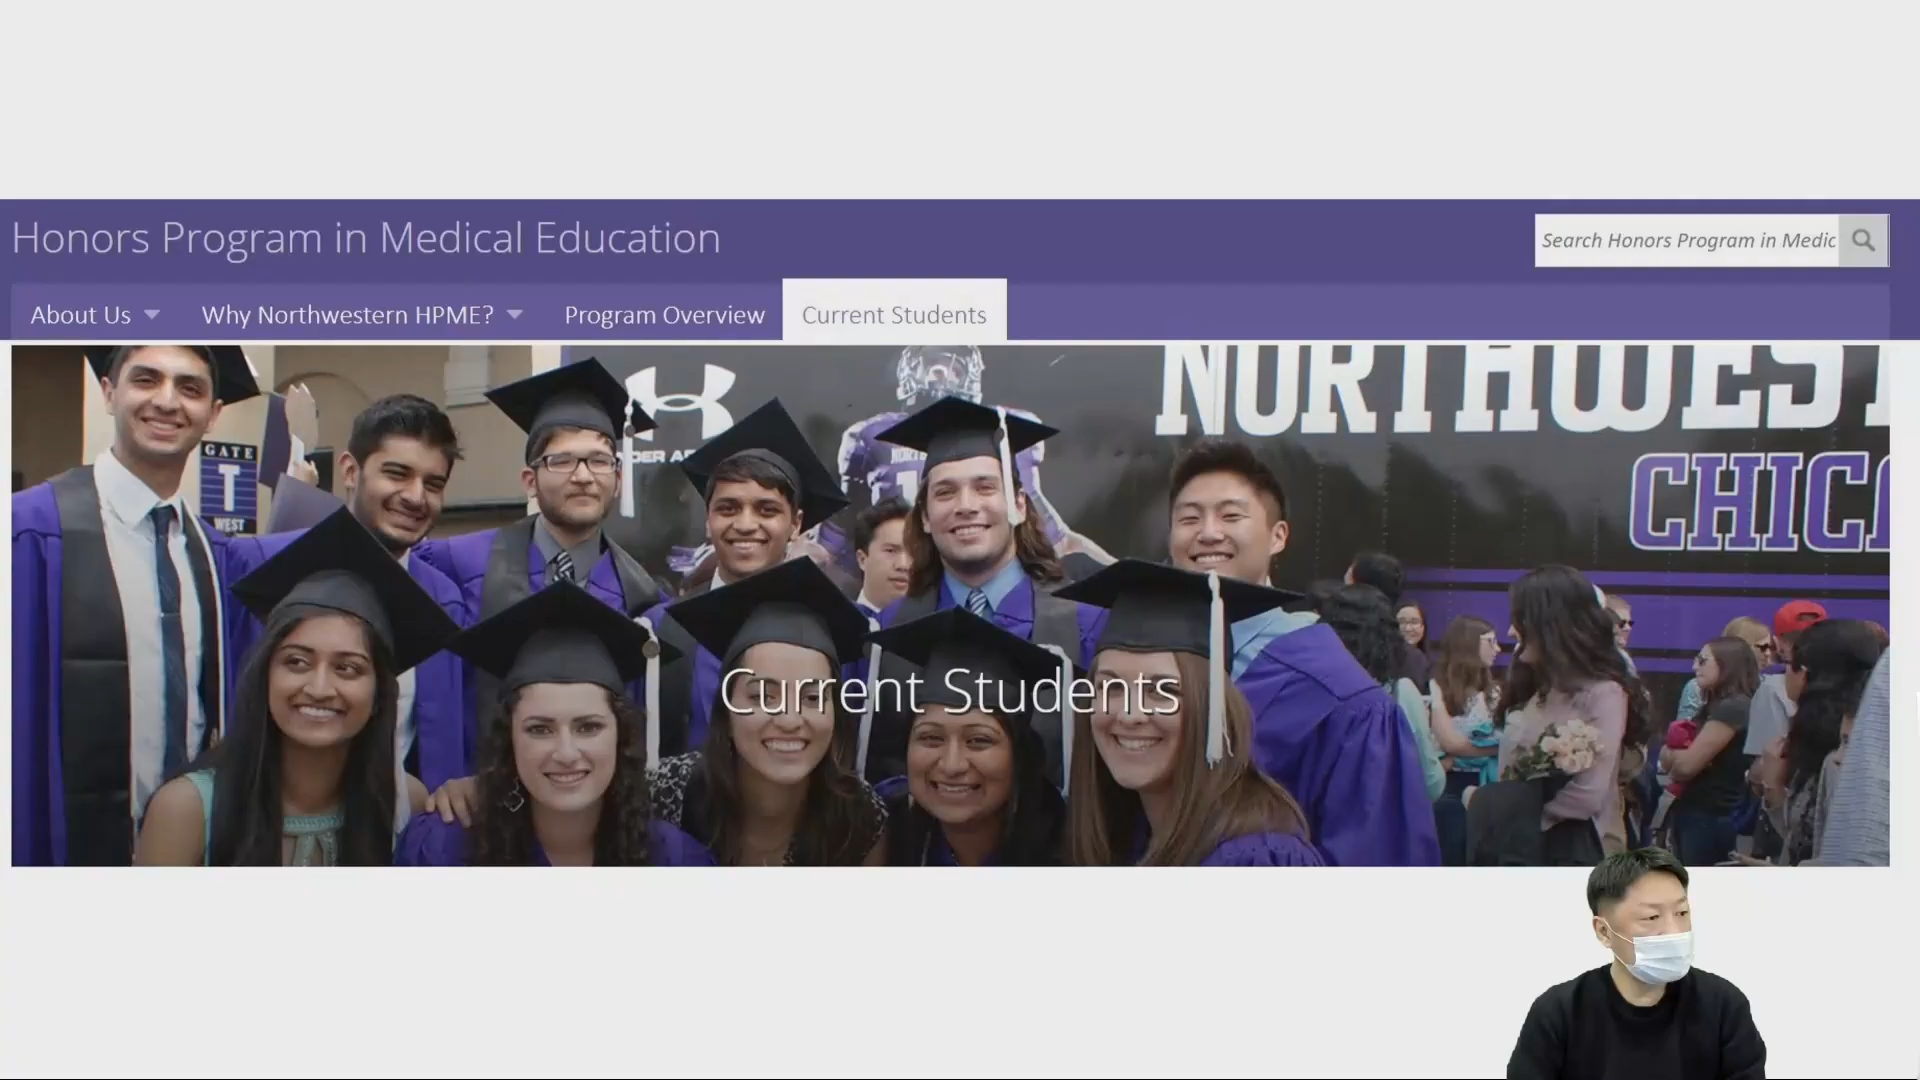 Honors Program in Medical Education
Search Honors Program in Medic
About Us
Why Northwestern HPME?
Program Overview
Current Students
NORTHWEST
CHIC
GATE
T
WEST
Current Students